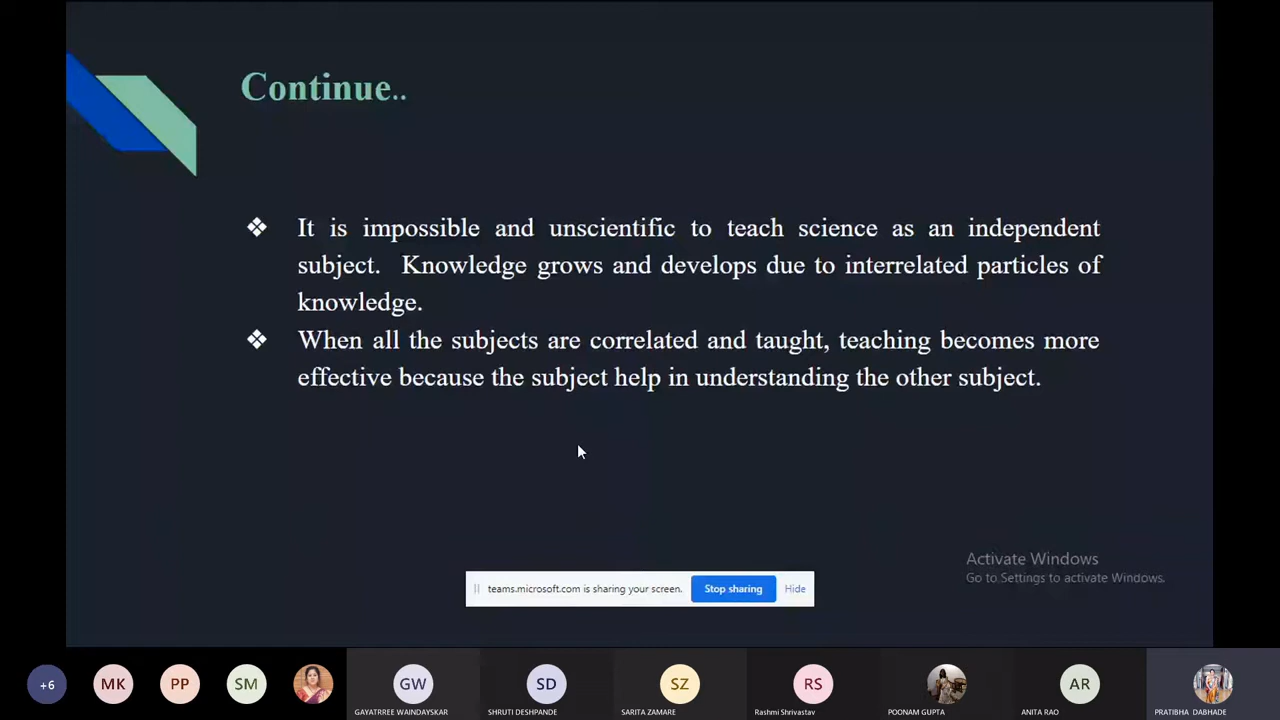 Continue..
❖ It is impossible and unscientific to teach science as an independent
subject. Knowledge grows and develops due to interrelated particles of
knowledge.
❖ When all the subjects are correlated and taught, teaching becomes more
effective because the subject help in understanding the other subject.
Activate Windows
Go to Settings to activate Windows.
teams.microsoft.com is sharing your screen. Stop sharing Hide
+6 MK PP SM GW SD SZ RS AR
GAYATRREE WAINDAYSKAR SHRUTI DESHPANDE SARITA ZAMARE Rashmi Shrivastav POONAM GUPTA ANITA RAO PRATIBHA DABHADE